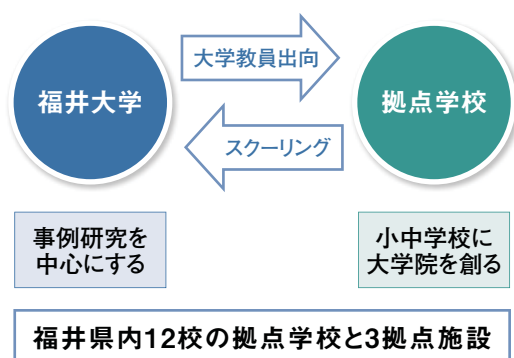 大学教員出向
福井大学
拠点学校
スクーリング
事例研究を
中心にする
小中学校に
大学院を創る
福井県内12校の拠点学校と3拠点施設